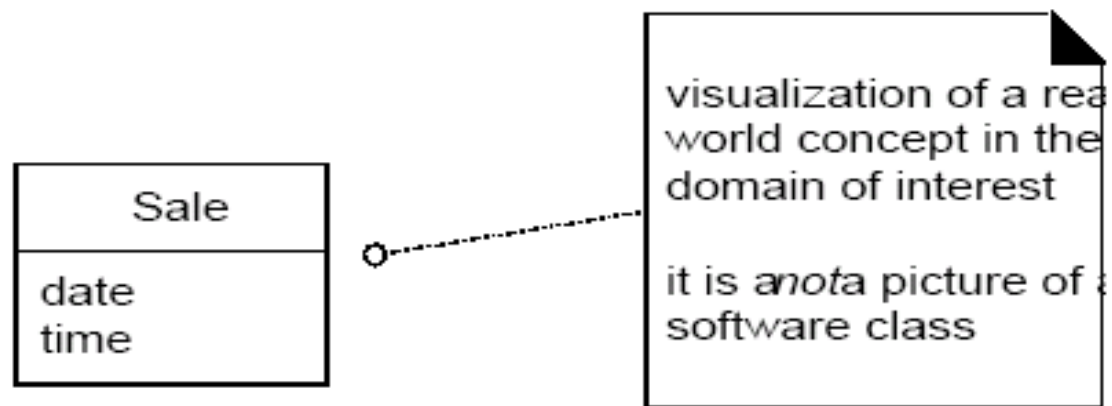 Sale
date
time
visualization of a rea
world concept in the
domain of interest
it is anota picture of a
software class